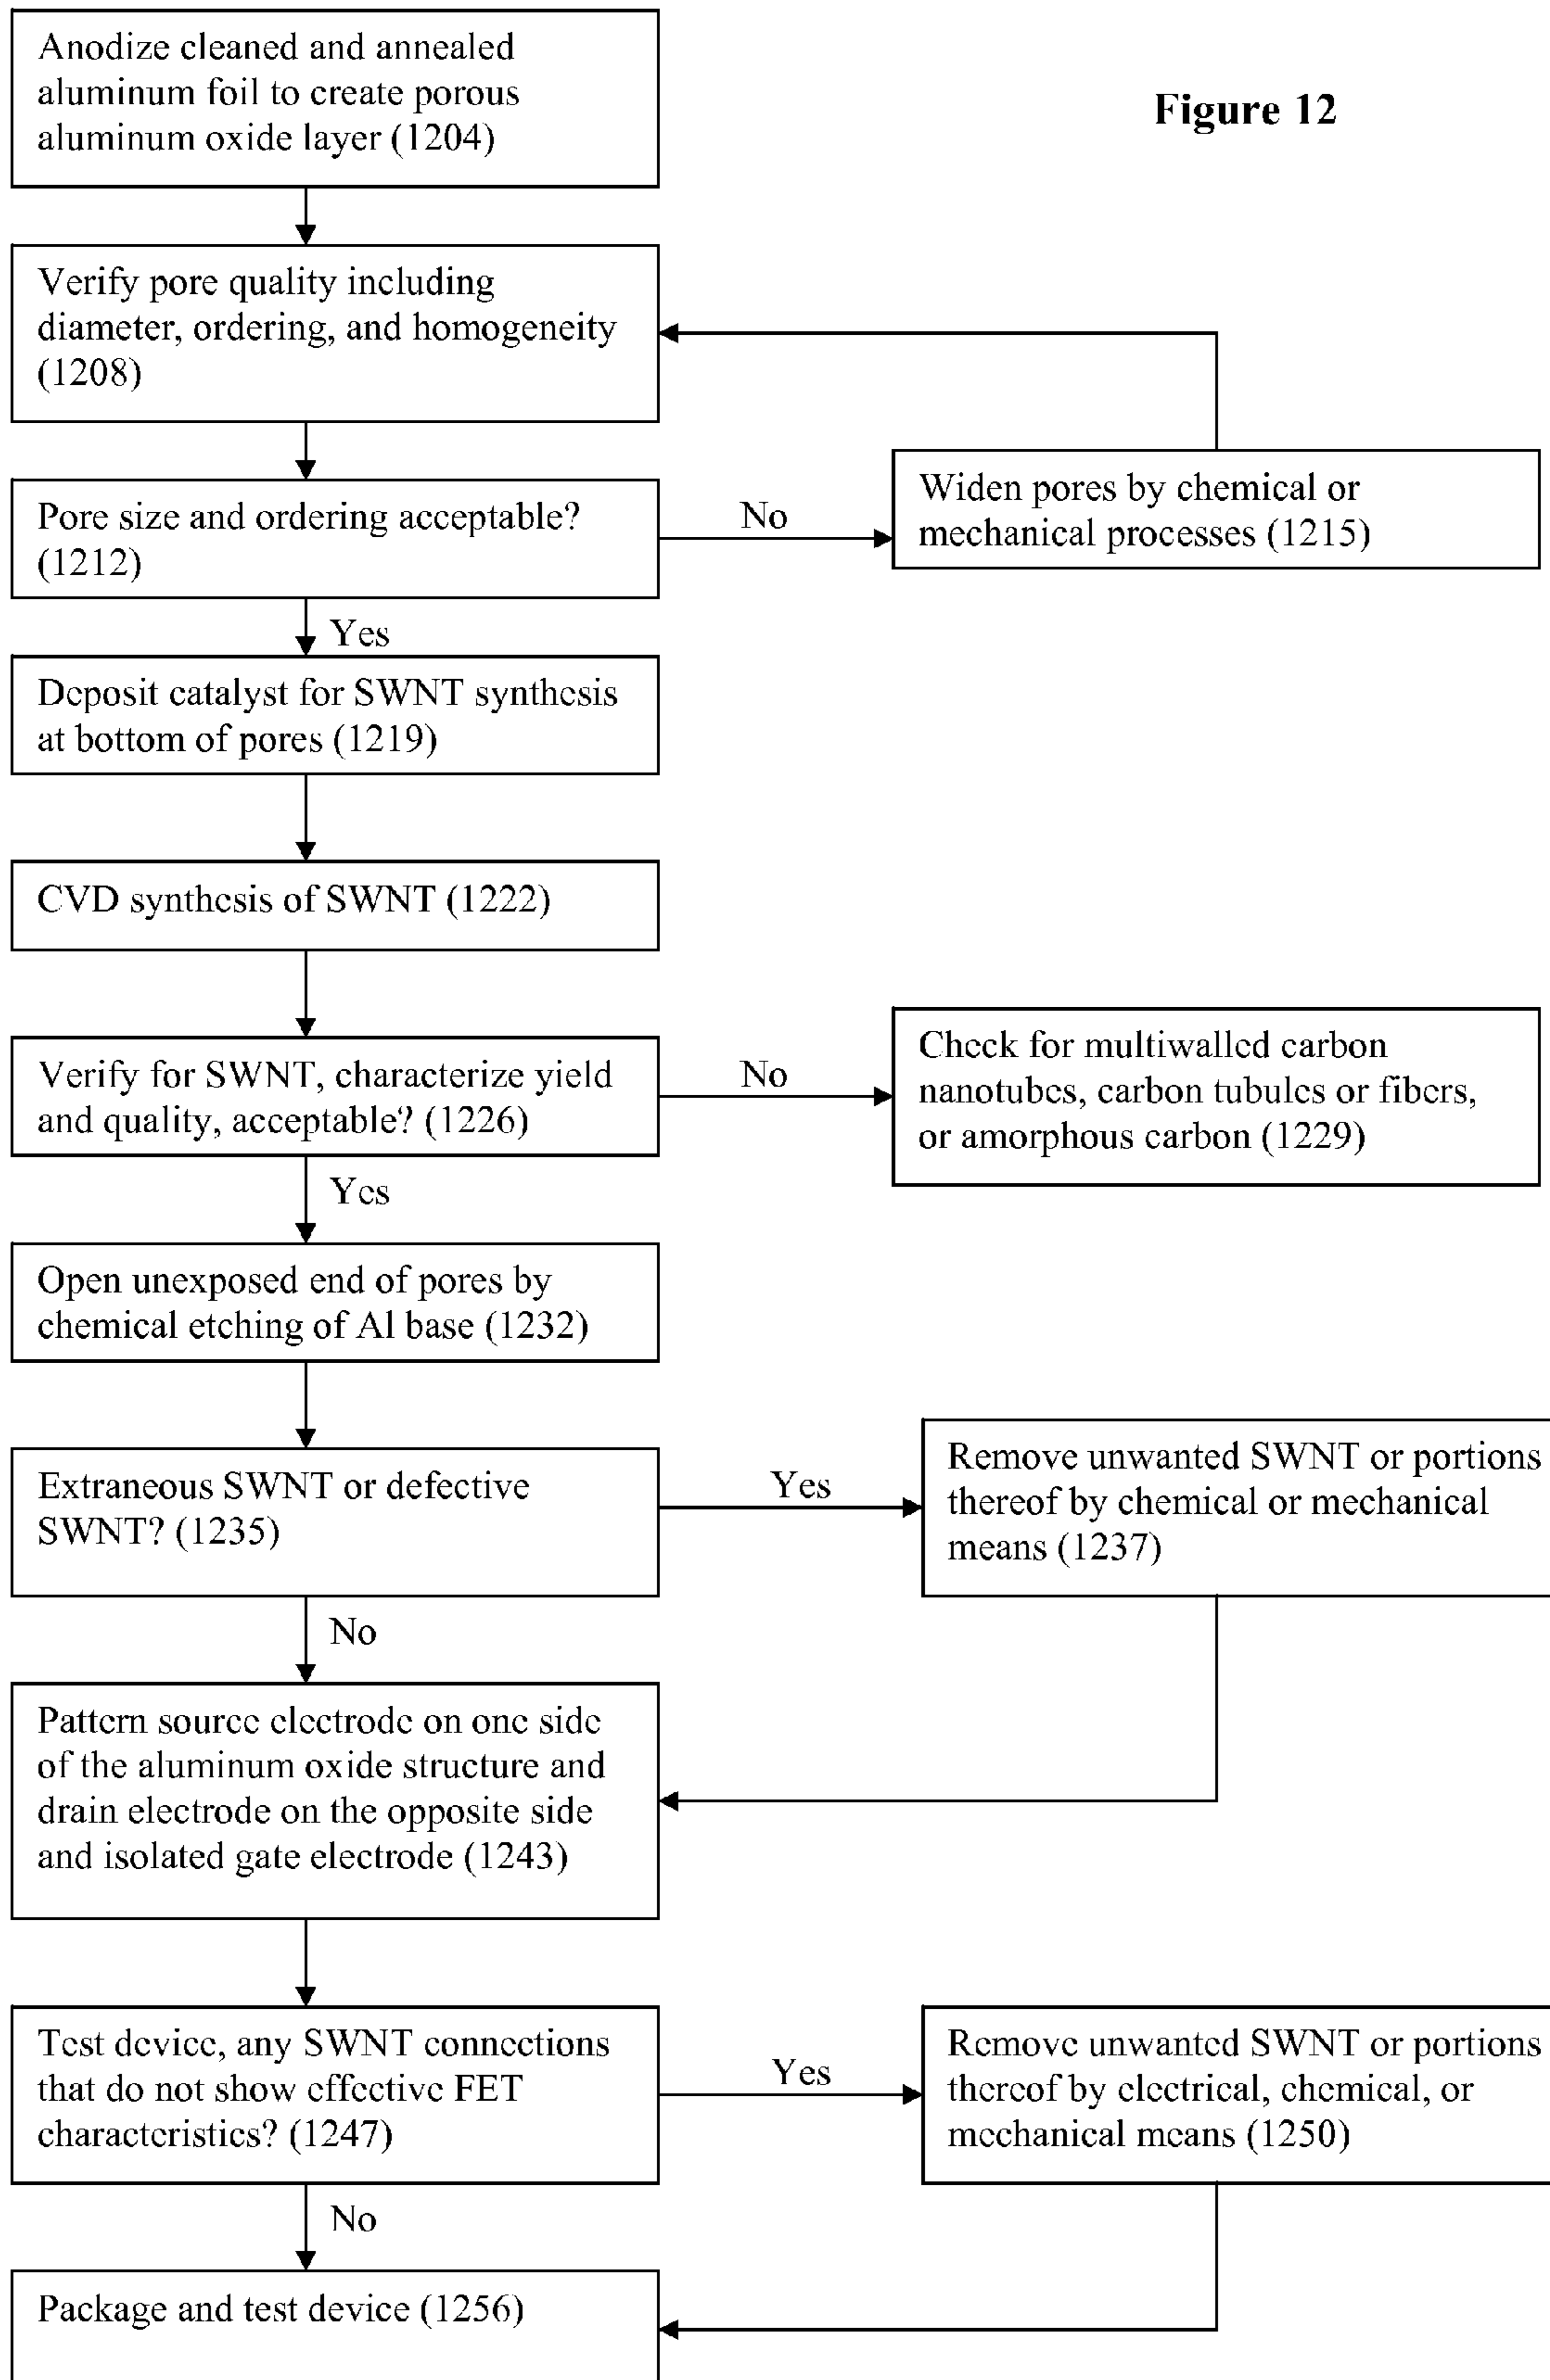 Figure 12
Anodize cleaned and annealed
aluminum foil to create porous
aluminum oxide layer (1204)
Verify pore quality including
diameter, ordering, and homogeneity
(1208)
Pore size and ordering acceptable?
(1212)
No
Widen pores by chemical or
mechanical processes (1215)
Yes
Deposit catalyst for SWNT synthesis
at bottom of pores (1219)
CVD synthesis of SWNT (1222)
Verify for SWNT, characterize yield
and quality, acceptable? (1226)
No
Check for multiwalled carbon
nanotubes, carbon tubules or fibers,
or amorphous carbon (1229)
Yes
Open unexposed end of pores by
chemical etching of Al base (1232)
Extraneous SWNT or defective
SWNT? (1235)
Yes
Remove unwanted SWNT or portions
thereof by chemical or mechanical
means (1237)
No
Pattern source electrode on one side
of the aluminum oxide structure and
drain electrode on the opposite side
and isolated gate electrode (1243)
Test device, any SWNT connections
that do not show effective FET
characteristics? (1247)
Yes
Remove unwanted SWNT or portions
thereof by electrical, chemical, or
mechanical means (1250)
No
Package and test device (1256)